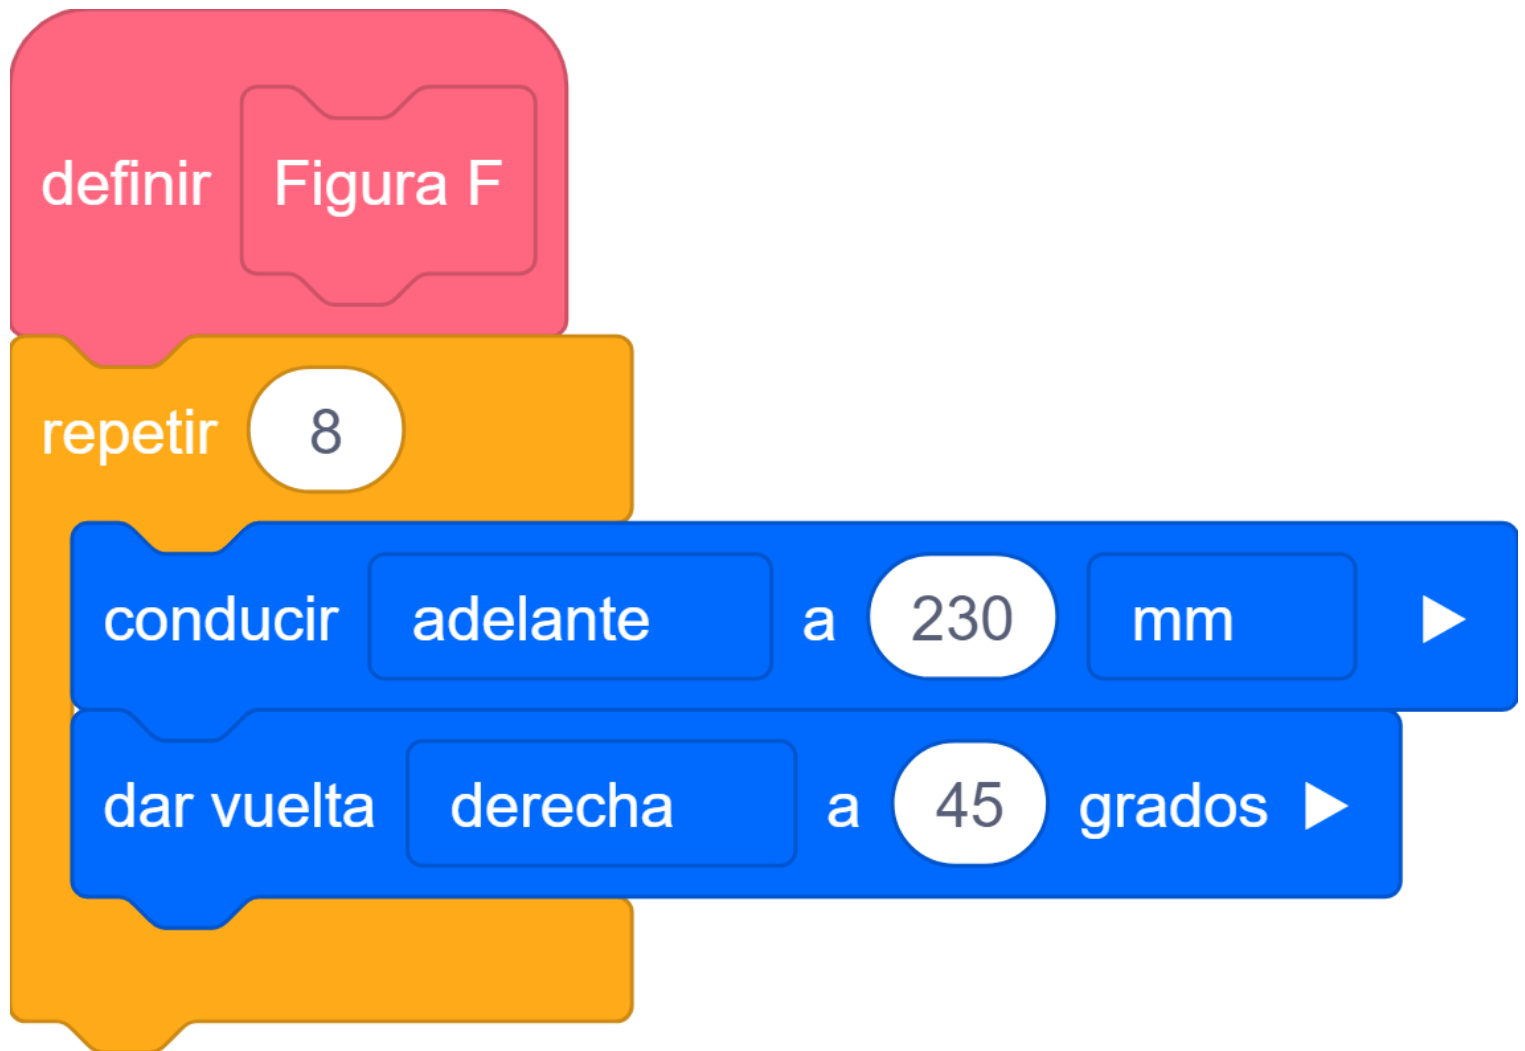 definir Figura F
repetir 8
conducir adelante a 230 mm
dar vuelta derecha a 45 grados